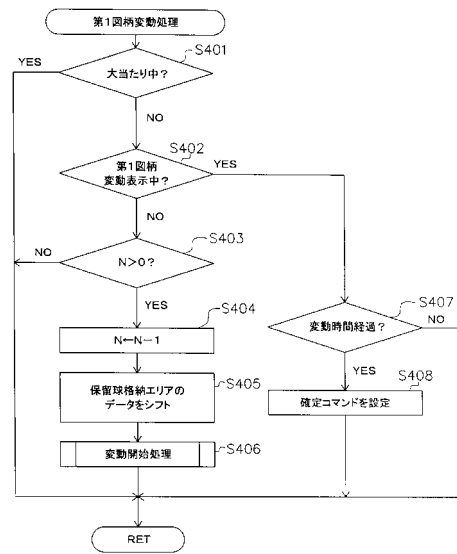 第1図柄変動処理
S401
YES
大当たり中?
NO
S402
第1図柄
変動表示中?
YES
NO
S403
NO
N>0?
YES
S404
N←N-1
S407
変動時間経過?
NO
YES
S405
保留球格納エリアの
データをシフト
S408
確定コマンドを設定
変動開始処理
S406
RET